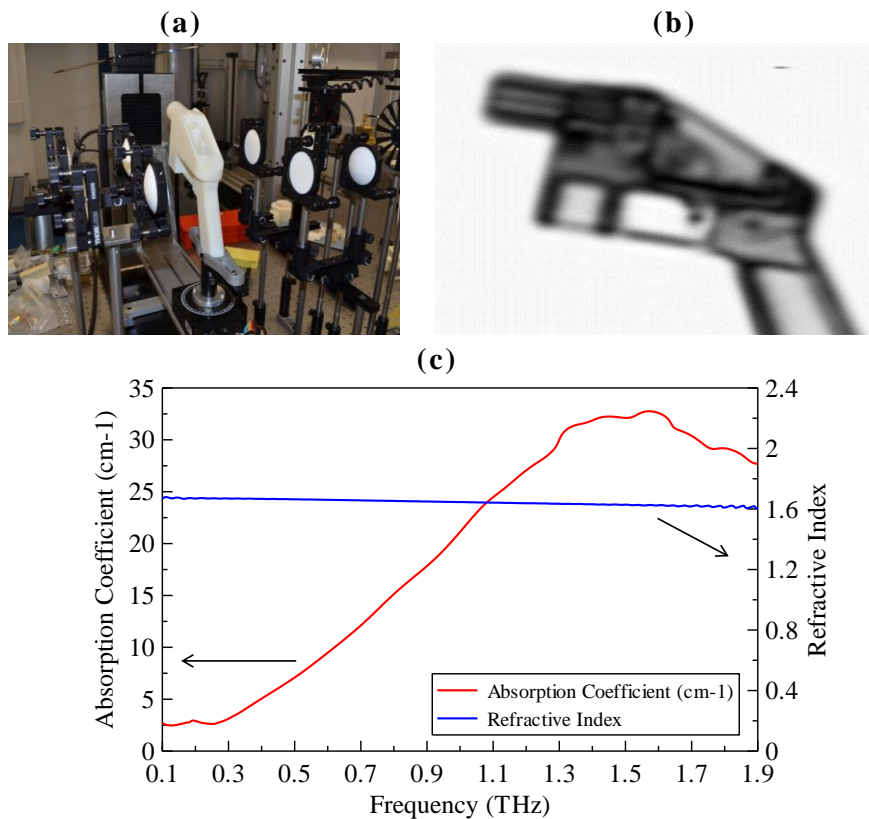 (a)
(b)
(c)
35
30
25
20
15
10
5
0
Absorption Coefficient (cm-1)
2.4
2
1.6
1.2
0.8
0.4
0
Refractive Index
Absorption Coefficient (cm-1)
Refractive Index
0.1 0.3 0.5 0.7 0.9 1.1 1.3 1.5 1.7 1.9
Frequency (THz)